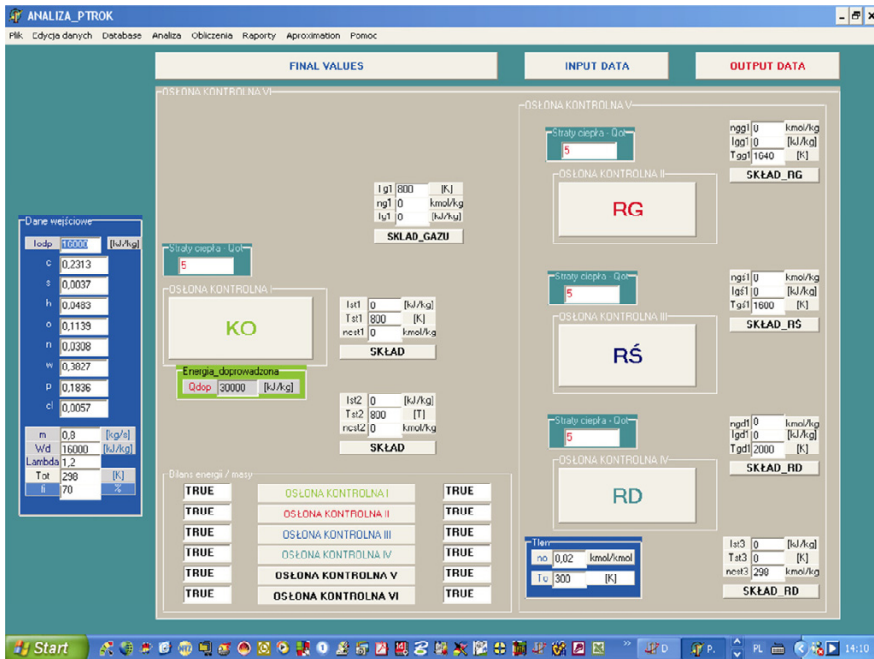 ANALIZA_PTROK
Plik Edycja danych Database Analiza Obliczenia Raporty Aproximation Pomoc
FINAL VALUES
INPUT DATA
OUTPUT DATA
OSŁONA KONTROLNA VI
OSŁONA KONTROLNA V
Dane wejściowe
Iodp 16000 [kJ/kg]
c 0,2313
s 0,0037
h 0,0483
o 0,1139
n 0,0308
w 0,3827
p 0,1836
cl 0,0057
m 0,8 [kg/s]
Wd 16000 [kJ/kg]
Lambda 1,2
Tot 298 [K]
fi 70 %
Straty ciepła - Qot
5
OSŁONA KONTROLNA I
KO
Energia_doprowadzona
Qdop 30000 [kJ/kg]
Tg1 800 [K]
ng1 0 kmol/kg
Ig1 0 [kJ/kg]
SKŁAD_GAZU
Ist1 0 [kJ/kg]
Tst1 800 [K]
ncst1 0 kmol/kg
SKŁAD
Ist2 0 [kJ/kg]
Tst2 800 [T]
ncst2 0 kmol/kg
SKŁAD
Straty ciepła - Qot
5
OSŁONA KONTROLNA II
RG
ngg1 0 kmol/kg
Igg1 0 [kJ/kg]
Tgg1 1640 [K]
SKŁAD_RG
Straty ciepła - Qot
5
OSŁONA KONTROLNA III
RŚ
ngś1 0 kmol/kg
Igś1 0 [kJ/kg]
Tgś1 1600 [K]
SKŁAD_RŚ
Straty ciepła - Qot
5
OSŁONA KONTROLNA IV
RD
ngd1 0 kmol/kg
Igd1 0 [kJ/kg]
Tgd1 2000 [K]
SKŁAD_RD
Bilans energii / masy
TRUE OSŁONA KONTROLNA I TRUE
TRUE OSŁONA KONTROLNA II TRUE
TRUE OSŁONA KONTROLNA III TRUE
TRUE OSŁONA KONTROLNA IV TRUE
TRUE OSŁONA KONTROLNA V TRUE
TRUE OSŁONA KONTROLNA VI TRUE
Tlen
no 0,02 kmol/kmol
To 300 [K]
Ist3 0 [kJ/kg]
Tst3 0 [K]
ncst3 298 kmol/kg
SKŁAD_RD
Start
D
P.
PL
14:10